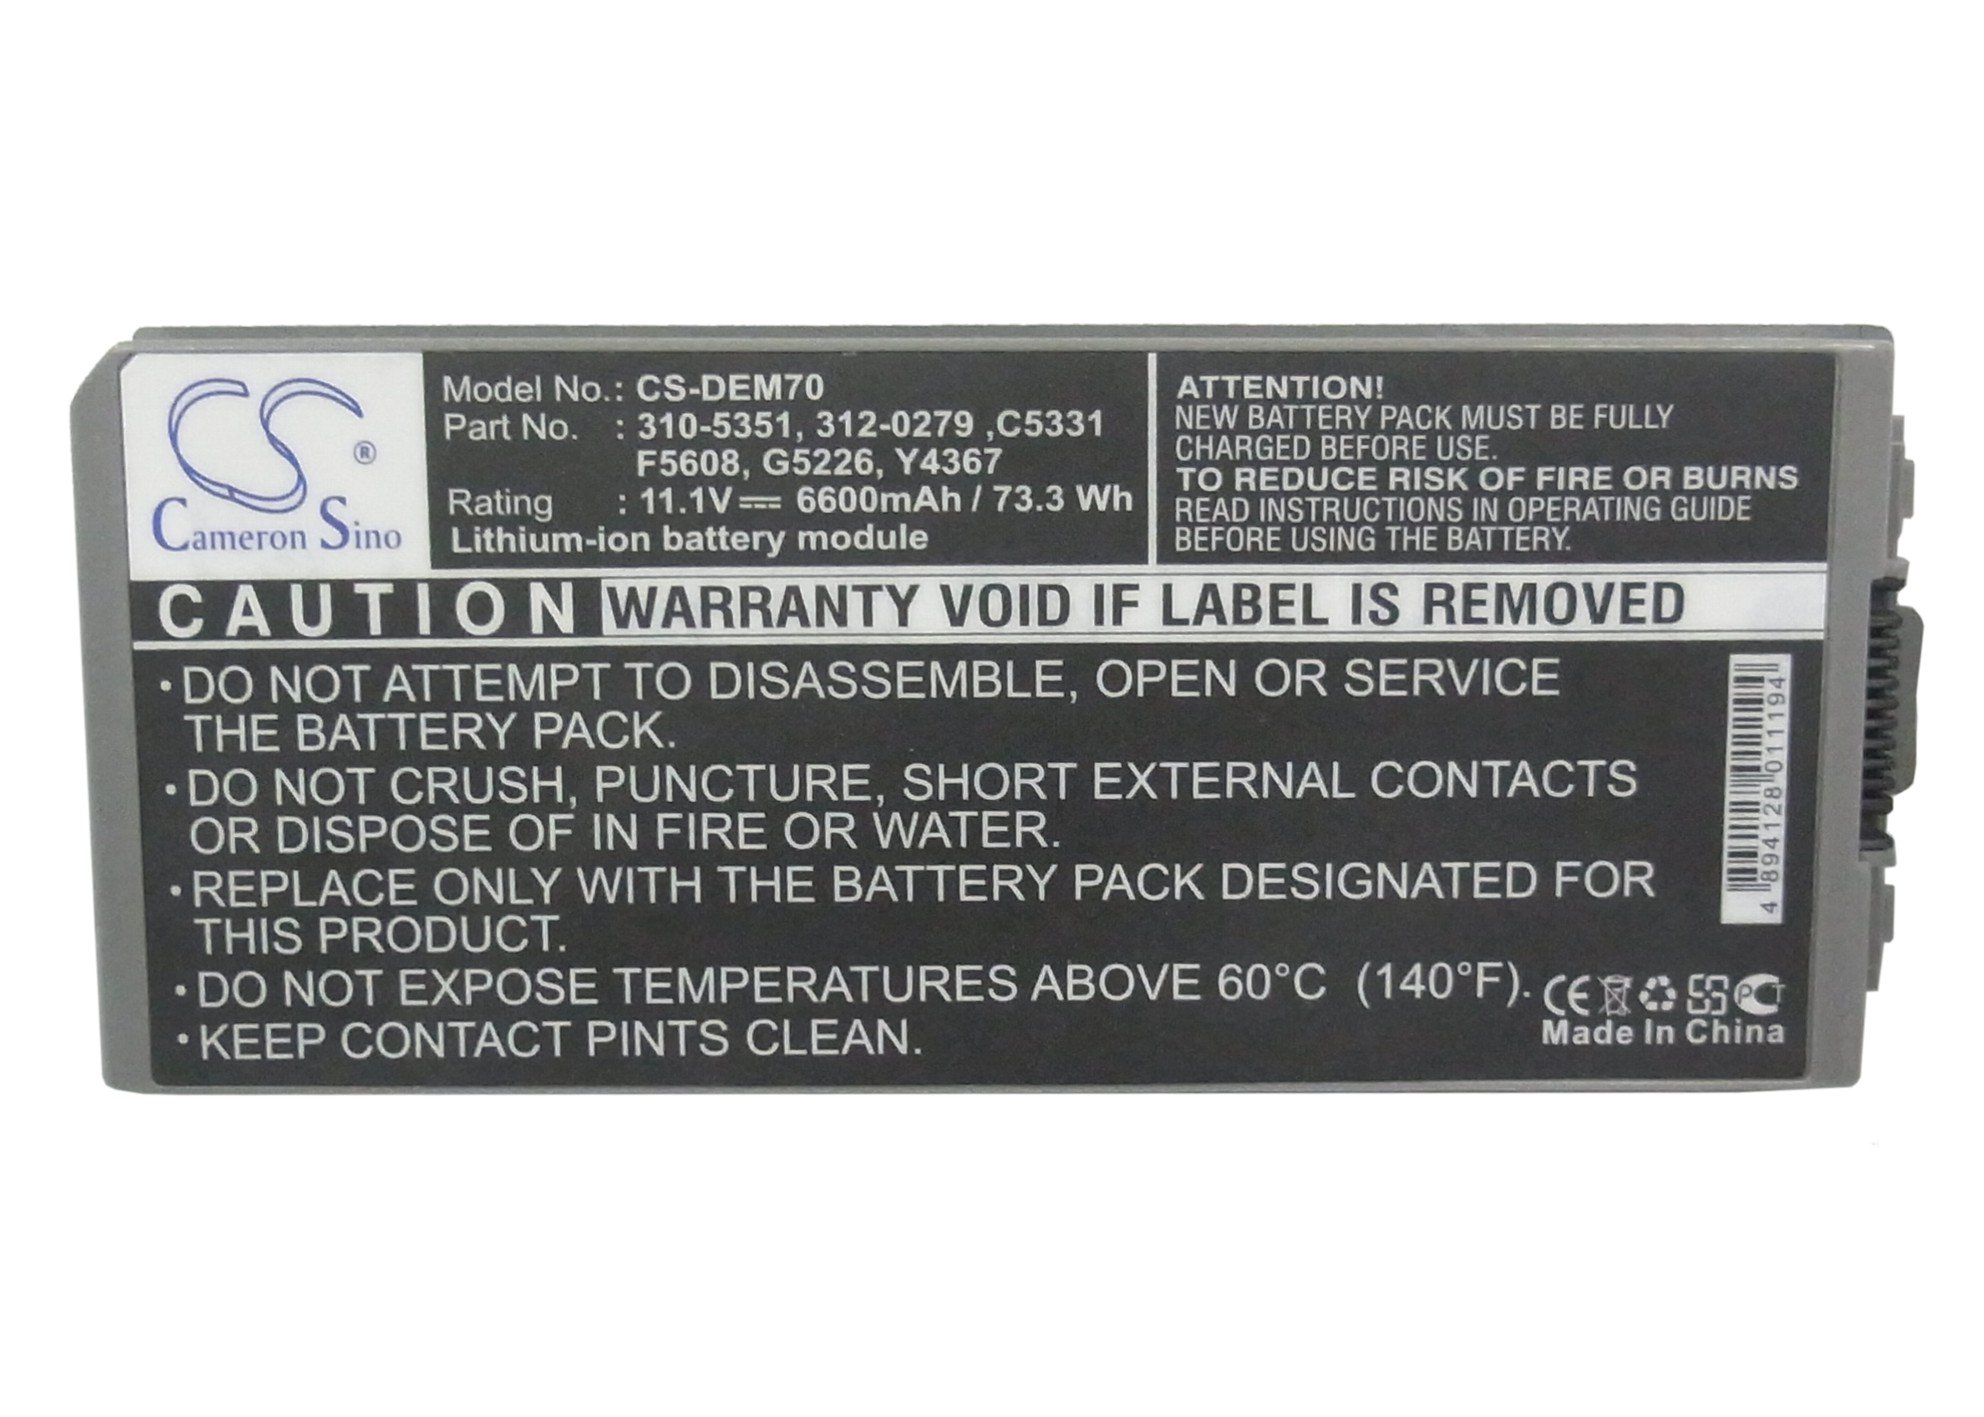 CS ®
Cameron Sino
Model No.: CS-DEM70
Part No. : 310-5351, 312-0279 ,C5331
F5608, G5226, Y4367
Rating : 11.1V⎓ 6600mAh / 73.3 Wh
Lithium-ion battery module
ATTENTION!
NEW BATTERY PACK MUST BE FULLY
CHARGED BEFORE USE.
TO REDUCE RISK OF FIRE OR BURNS
READ INSTRUCTIONS IN OPERATING GUIDE
BEFORE USING THE BATTERY.
CAUTION WARRANTY VOID IF LABEL IS REMOVED
•DO NOT ATTEMPT TO DISASSEMBLE, OPEN OR SERVICE
THE BATTERY PACK.
•DO NOT CRUSH, PUNCTURE, SHORT EXTERNAL CONTACTS
OR DISPOSE OF IN FIRE OR WATER.
•REPLACE ONLY WITH THE BATTERY PACK DESIGNATED FOR
THIS PRODUCT.
•DO NOT EXPOSE TEMPERATURES ABOVE 60°C (140°F).
•KEEP CONTACT PINTS CLEAN.
4 894128 011194
CE PCT
Made In China